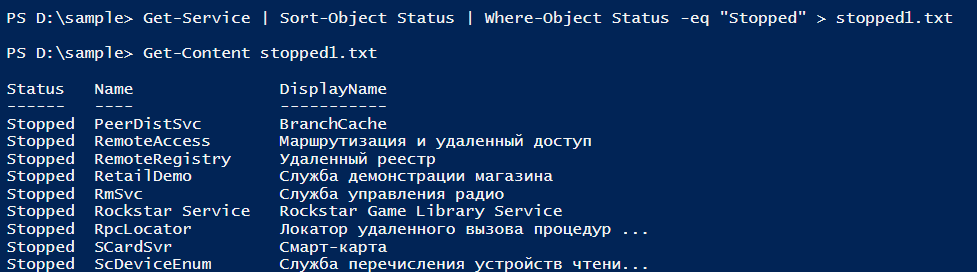 PS D:\sample> Get-Service | Sort-Object Status | Where-Object Status -eq "Stopped" > stopped1.txt
PS D:\sample> Get-Content stopped1.txt
Status   Name               DisplayName
------   ----               -----------
Stopped  PeerDistSvc        BranchCache
Stopped  RemoteAccess       Маршрутизация и удаленный доступ
Stopped  RemoteRegistry     Удаленный реестр
Stopped  RetailDemo         Служба демонстрации магазина
Stopped  RmSvc              Служба управления радио
Stopped  Rockstar Service   Rockstar Game Library Service
Stopped  RpcLocator         Локатор удаленного вызова процедур ...
Stopped  SCardSvr           Смарт-карта
Stopped  ScDeviceEnum       Служба перечисления устройств чтени...